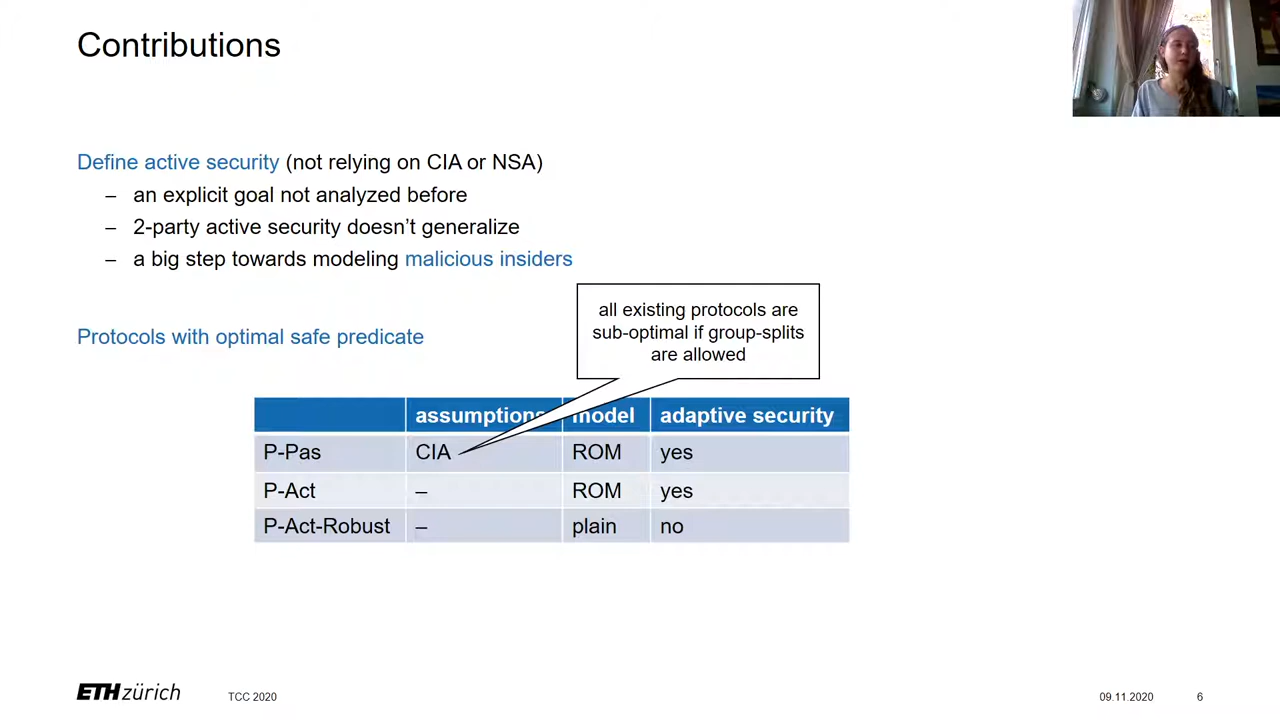 Contributions
Define active security (not relying on CIA or NSA)
– an explicit goal not analyzed before
– 2-party active security doesn’t generalize
– a big step towards modeling malicious insiders
all existing protocols are
sub-optimal if group-splits
are allowed
Protocols with optimal safe predicate
assumptions model adaptive security
P-Pas CIA ROM yes
P-Act – ROM yes
P-Act-Robust – plain no
ETH zürich TCC 2020 09.11.2020 6